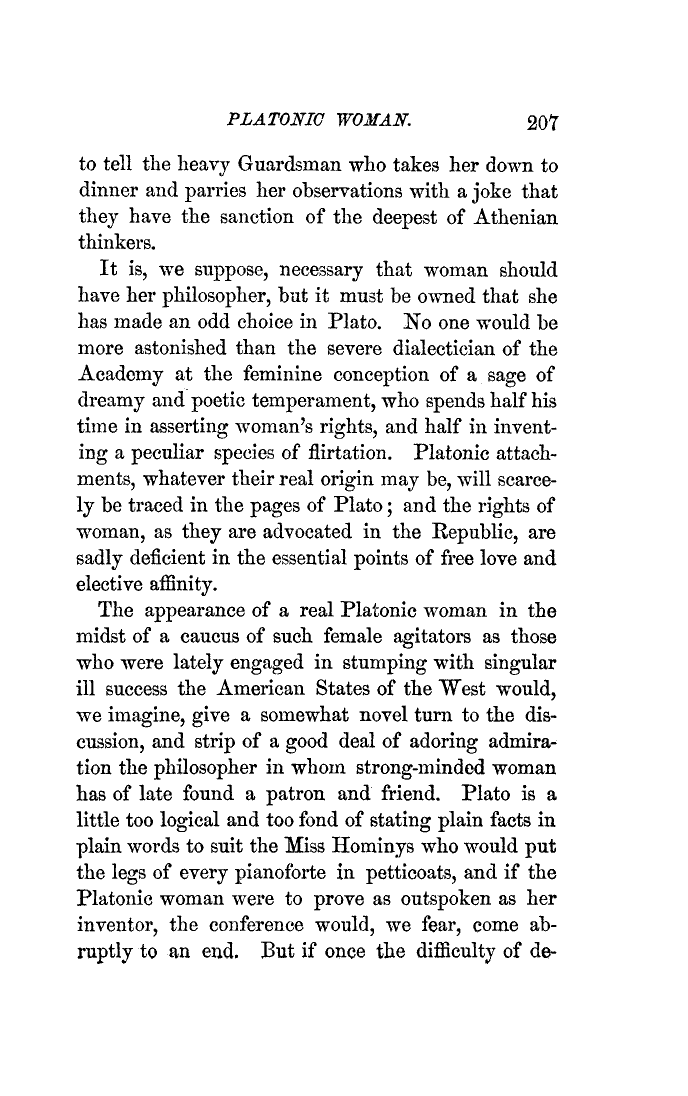 PLATONIC WOMAN. 207
to tell the heavy Guardsman who takes her down to
dinner and parries her observations with a joke that
they have the sanction of the deepest of Athenian
thinkers.
It is, we suppose, necessary that woman should
have her philosopher, but it must be owned that she
has made an odd choice in Plato. No one would be
more astonished than the severe dialectician of the
Academy at the feminine conception of a sage of
dreamy and poetic temperament, who spends half his
time in asserting woman's rights, and half in invent-
ing a peculiar species of flirtation. Platonic attach-
ments, whatever their real origin may be, will scarce-
ly be traced in the pages of Plato; and the rights of
woman, as they are advocated in the Republic, are
sadly deficient in the essential points of free love and
elective affinity.
The appearance of a real Platonic woman in the
midst of a caucus of such female agitators as those
who were lately engaged in stumping with singular
ill success the American States of the West would,
we imagine, give a somewhat novel turn to the dis-
cussion, and strip of a good deal of adoring admira-
tion the philosopher in whom strong-minded woman
has of late found a patron and friend. Plato is a
little too logical and too fond of stating plain facts in
plain words to suit the Miss Hominys who would put
the legs of every pianoforte in petticoats, and if the
Platonic woman were to prove as outspoken as her
inventor, the conference would, we fear, come ab-
ruptly to an end. But if once the difficulty of de-